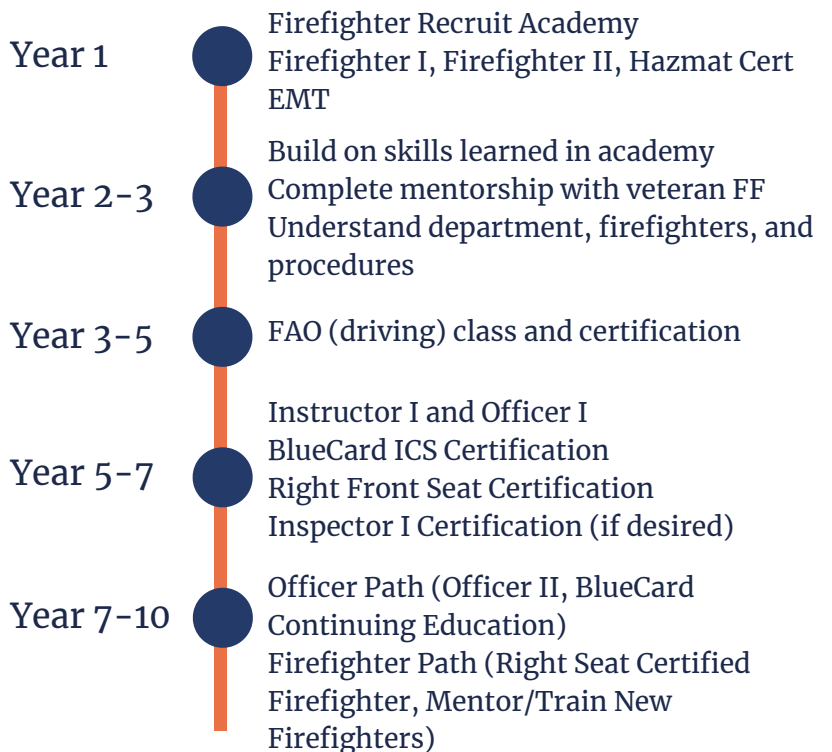 Year 1
Firefighter Recruit Academy
Firefighter I, Firefighter II, Hazmat Cert
EMT
Year 2-3
Build on skills learned in academy
Complete mentorship with veteran FF
Understand department, firefighters, and
procedures
Year 3-5
FAO (driving) class and certification
Year 5-7
Instructor I and Officer I
BlueCard ICS Certification
Right Front Seat Certification
Inspector I Certification (if desired)
Year 7-10
Officer Path (Officer II, BlueCard
Continuing Education)
Firefighter Path (Right Seat Certified
Firefighter, Mentor/Train New
Firefighters)